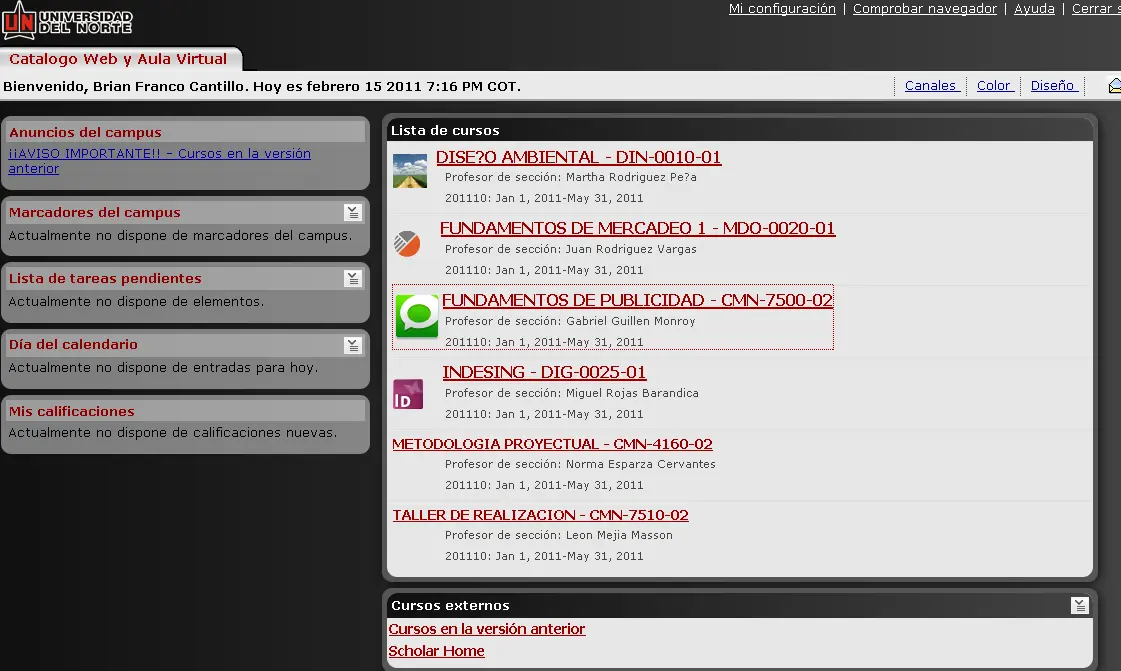 UN UNIVERSIDAD
DEL NORTE
Mi configuración | Comprobar navegador | Ayuda | Cerrar s
Catalogo Web y Aula Virtual
Bienvenido, Brian Franco Cantillo. Hoy es febrero 15 2011 7:16 PM COT.
Canales Color Diseño
Anuncios del campus
¡¡AVISO IMPORTANTE!! - Cursos en la versión
anterior
Marcadores del campus
Actualmente no dispone de marcadores del campus.
Lista de tareas pendientes
Actualmente no dispone de elementos.
Día del calendario
Actualmente no dispone de entradas para hoy.
Mis calificaciones
Actualmente no dispone de calificaciones nuevas.
Lista de cursos
DISE?O AMBIENTAL - DIN-0010-01
Profesor de sección: Martha Rodriguez Pe?a
201110: Jan 1, 2011-May 31, 2011
FUNDAMENTOS DE MERCADEO 1 - MDO-0020-01
Profesor de sección: Juan Rodriguez Vargas
201110: Jan 1, 2011-May 31, 2011
FUNDAMENTOS DE PUBLICIDAD - CMN-7500-02
Profesor de sección: Gabriel Guillen Monroy
201110: Jan 1, 2011-May 31, 2011
INDESING - DIG-0025-01
ID
Profesor de sección: Miguel Rojas Barandica
201110: Jan 1, 2011-May 31, 2011
METODOLOGIA PROYECTUAL - CMN-4160-02
Profesor de sección: Norma Esparza Cervantes
201110: Jan 1, 2011-May 31, 2011
TALLER DE REALIZACION - CMN-7510-02
Profesor de sección: Leon Mejia Masson
201110: Jan 1, 2011-May 31, 2011
Cursos externos
Cursos en la versión anterior
Scholar Home